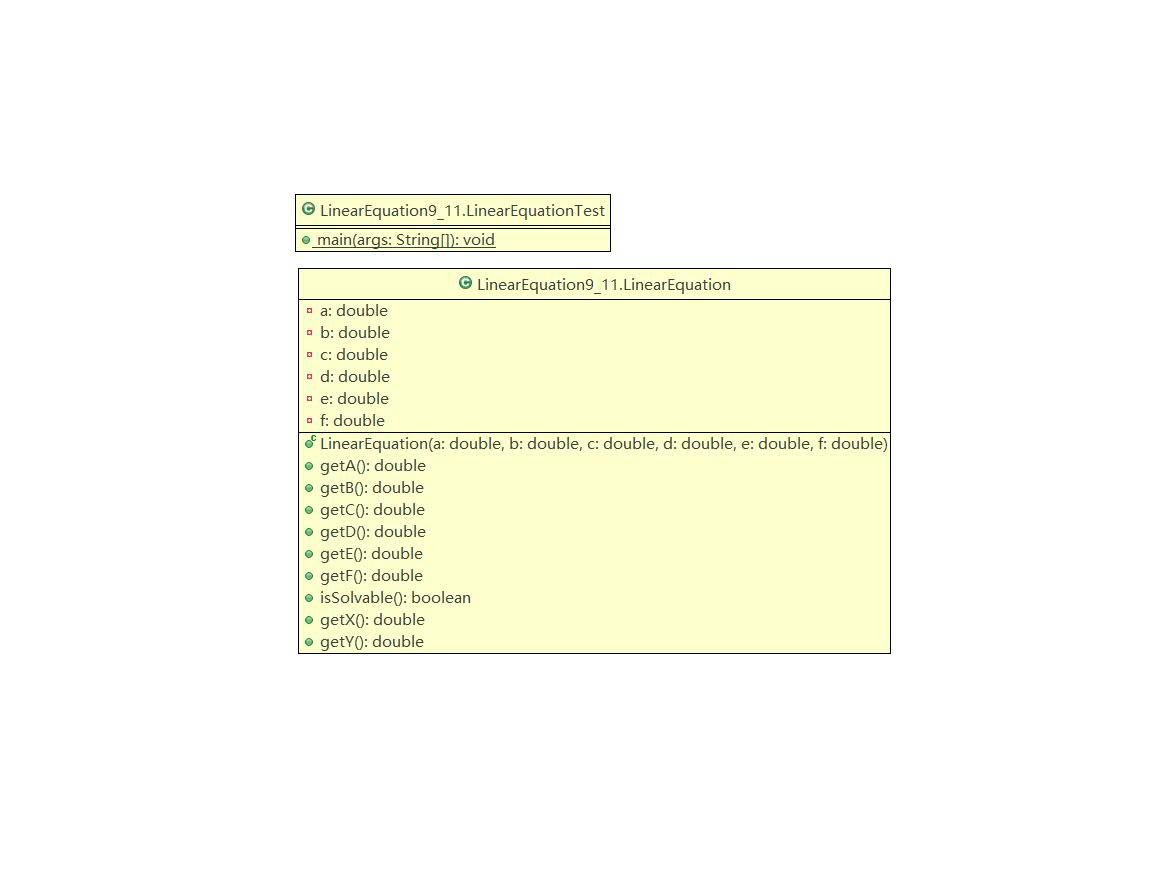 LinearEquation9_11.LinearEquationTest
main(args: String[]): void
LinearEquation9_11.LinearEquation
a: double
b: double
c: double
d: double
e: double
f: double
LinearEquation(a: double, b: double, c: double, d: double, e: double, f: double)
getA(): double
getB(): double
getC(): double
getD(): double
getE(): double
getF(): double
isSolvable(): boolean
getX(): double
getY(): double